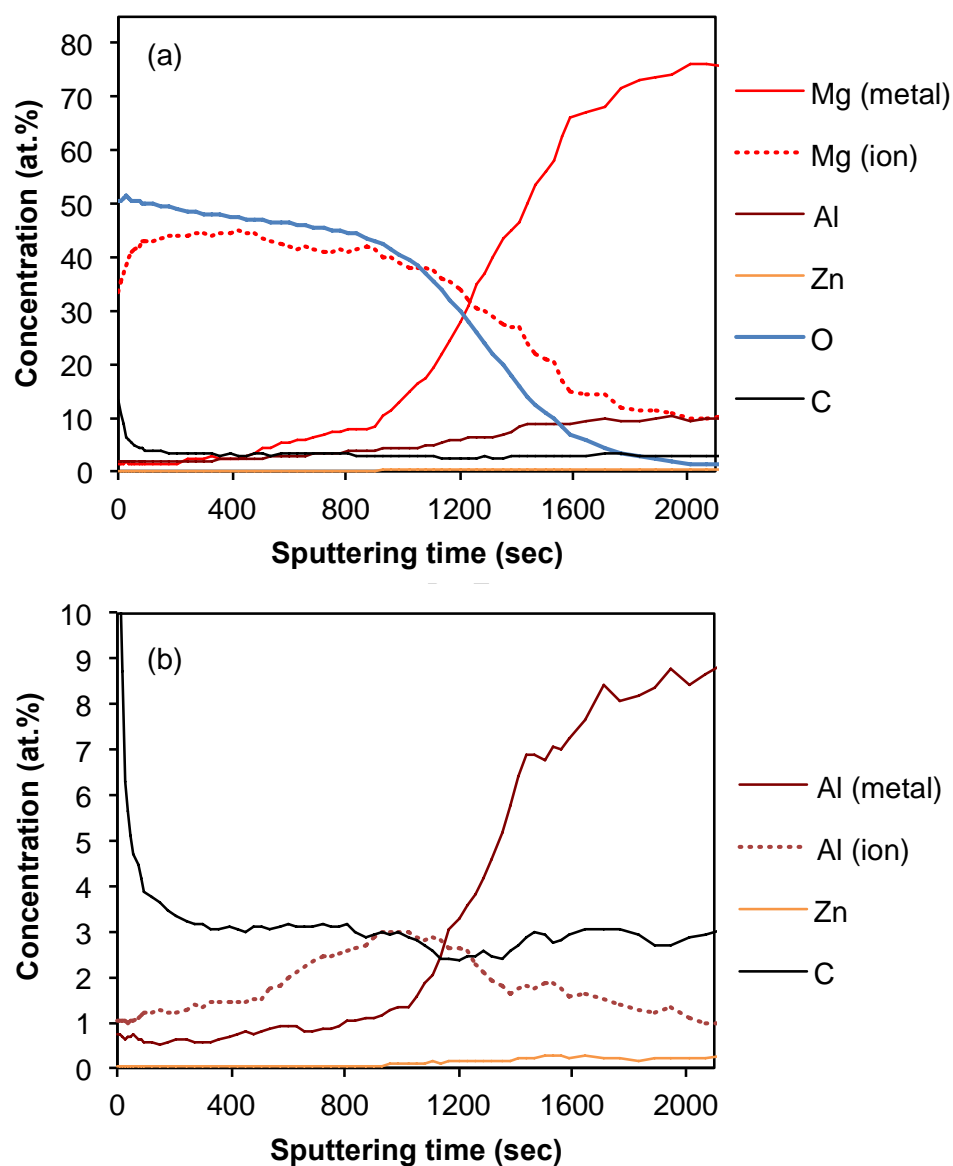 (a)
80
70
60
50
40
30
20
10
0
Concentration (at.%)
0 400 800 1200 1600 2000
Sputtering time (sec)
Mg (metal)
Mg (ion)
Al
Zn
O
C
(b)
10
9
8
7
6
5
4
3
2
1
0
Concentration (at.%)
0 400 800 1200 1600 2000
Sputtering time (sec)
Al (metal)
Al (ion)
Zn
C